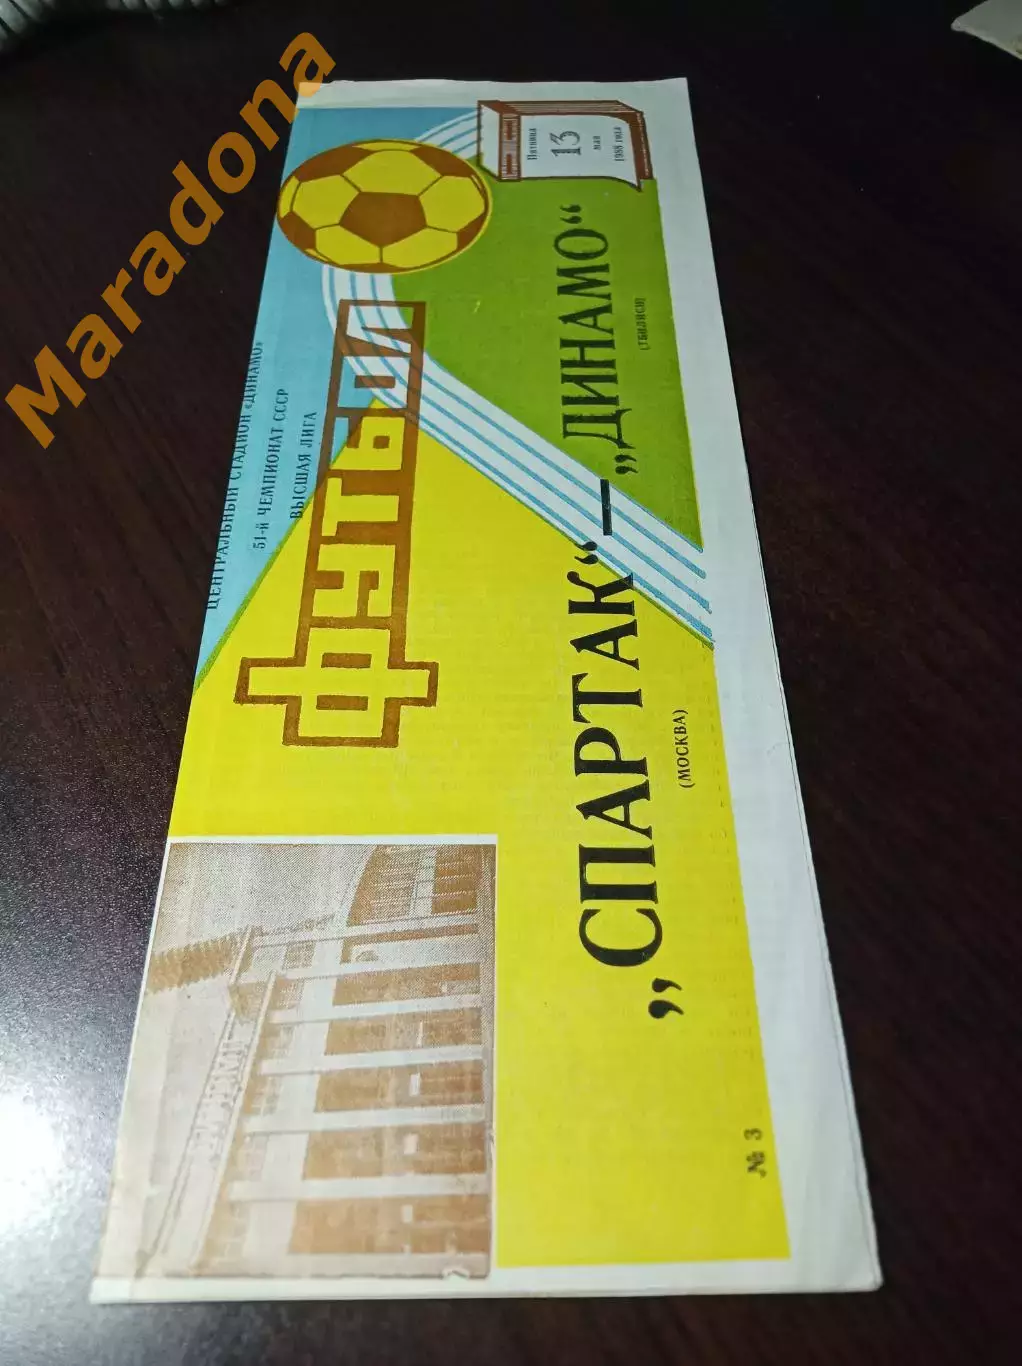 Maradona
ЦЕНТРАЛЬНЫЙ СТАДИОН «ДИНАМО»
51-й ЧЕМПИОНАТ СССР
ВЫСШАЯ ЛИГА
ФУТБОЛ
Пятница
13
мая
1988 года
„СПАРТАК“—„ДИНАМО“
(МОСКВА)
(ТБИЛИСИ)
№ 3